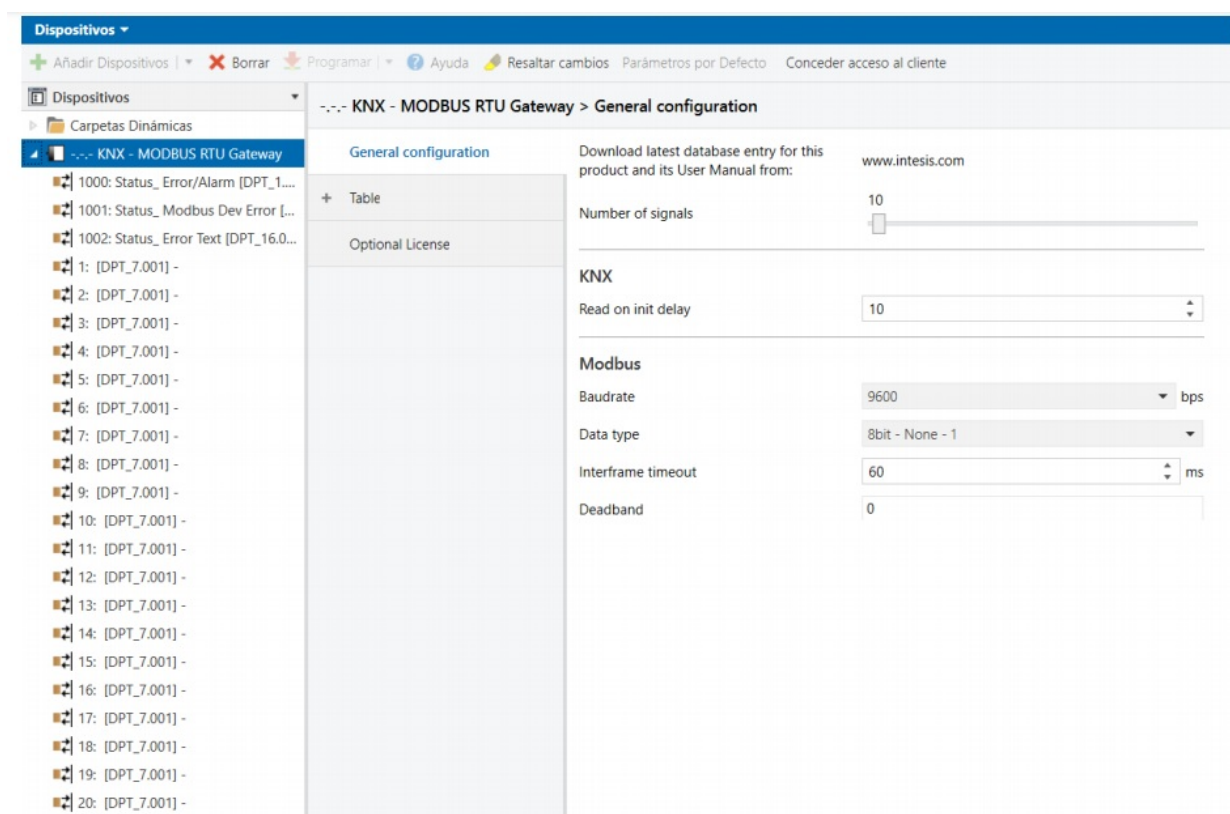 Dispositivos
Añadir Dispositivos | Borrar Programar | Ayuda Resaltar cambios Parámetros por Defecto Conceder acceso al cliente
Dispositivos
Carpetas Dinámicas
-.-.- KNX - MODBUS RTU Gateway
1000: Status_ Error/Alarm [DPT_1....
1001: Status_ Modbus Dev Error [...
1002: Status_ Error Text [DPT_16.0...
1: [DPT_7.001] -
2: [DPT_7.001] -
3: [DPT_7.001] -
4: [DPT_7.001] -
5: [DPT_7.001] -
6: [DPT_7.001] -
7: [DPT_7.001] -
8: [DPT_7.001] -
9: [DPT_7.001] -
10: [DPT_7.001] -
11: [DPT_7.001] -
12: [DPT_7.001] -
13: [DPT_7.001] -
14: [DPT_7.001] -
15: [DPT_7.001] -
16: [DPT_7.001] -
17: [DPT_7.001] -
18: [DPT_7.001] -
19: [DPT_7.001] -
20: [DPT_7.001] -
-.-.- KNX - MODBUS RTU Gateway > General configuration
General configuration
+ Table
Optional License
Download latest database entry for this
product and its User Manual from:
www.intesis.com
Number of signals
10
KNX
Read on init delay 10
Modbus
Baudrate 9600 bps
Data type 8bit - None - 1
Interframe timeout 60 ms
Deadband 0